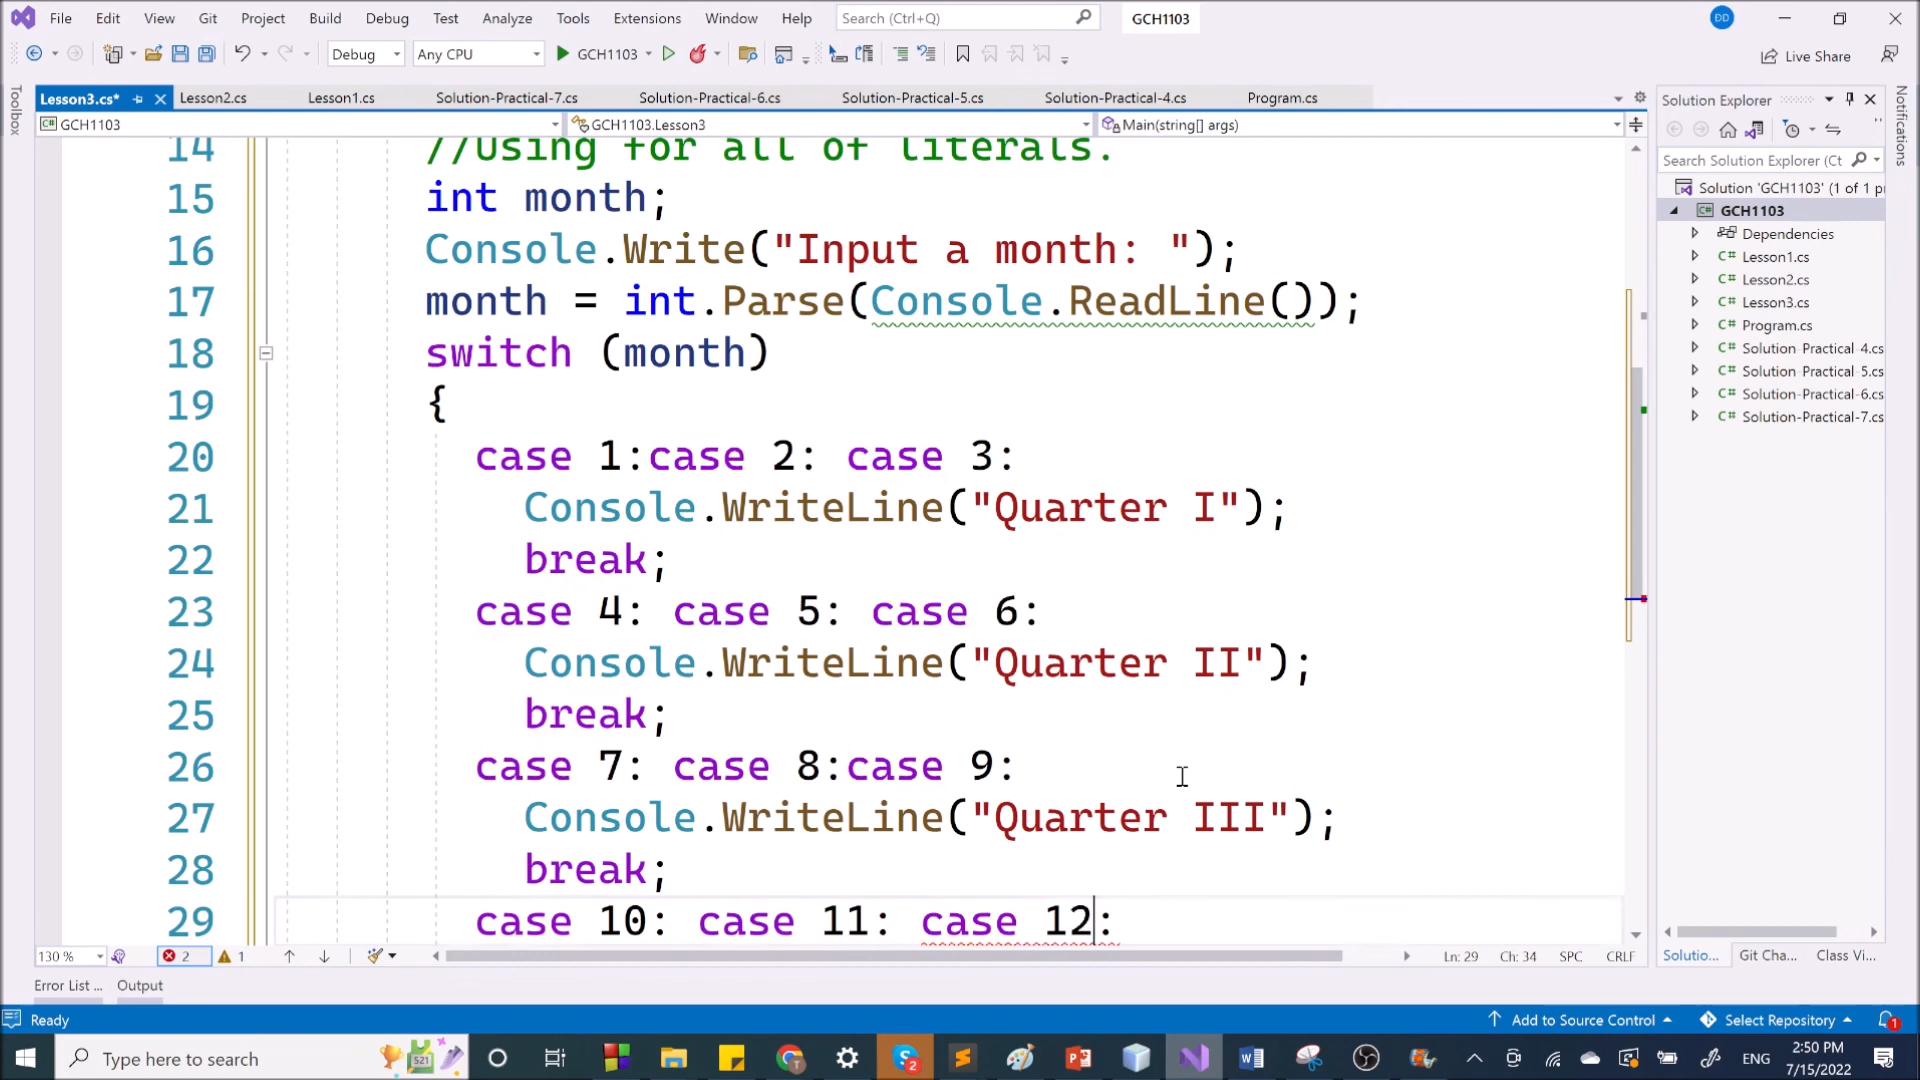 File Edit View Git Project Build Debug Test Analyze Tools Extensions Window Help Search (Ctrl+Q) GCH1103 ĐD
Debug Any CPU GCH1103 Live Share
Toolbox
Lesson3.cs* Lesson2.cs Lesson1.cs Solution-Practical-7.cs Solution-Practical-6.cs Solution-Practical-5.cs Solution-Practical-4.cs Program.cs
GCH1103 GCH1103.Lesson3 Main(string[] args)
14 //Using for all of literals.
15 int month;
16 Console.Write("Input a month: ");
17 month = int.Parse(Console.ReadLine());
18 switch (month)
19 {
20 case 1:case 2: case 3:
21 Console.WriteLine("Quarter I");
22 break;
23 case 4: case 5: case 6:
24 Console.WriteLine("Quarter II");
25 break;
26 case 7: case 8:case 9:
27 Console.WriteLine("Quarter III");
28 break;
29 case 10: case 11: case 12:
130 % 2 1 Ln: 29 Ch: 34 SPC CRLF
Solution Explorer
Search Solution Explorer (Ct
Solution 'GCH1103' (1 of 1 p
GCH1103
Dependencies
C# Lesson1.cs
C# Lesson2.cs
C# Lesson3.cs
C# Program.cs
C# Solution-Practical-4.cs
C# Solution-Practical-5.cs
C# Solution-Practical-6.cs
C# Solution-Practical-7.cs
Solutio... Git Cha... Class Vi...
Notifications
Error List ... Output
Ready Add to Source Control Select Repository 1
Type here to search 521 2 ENG 2:50 PM
7/15/2022